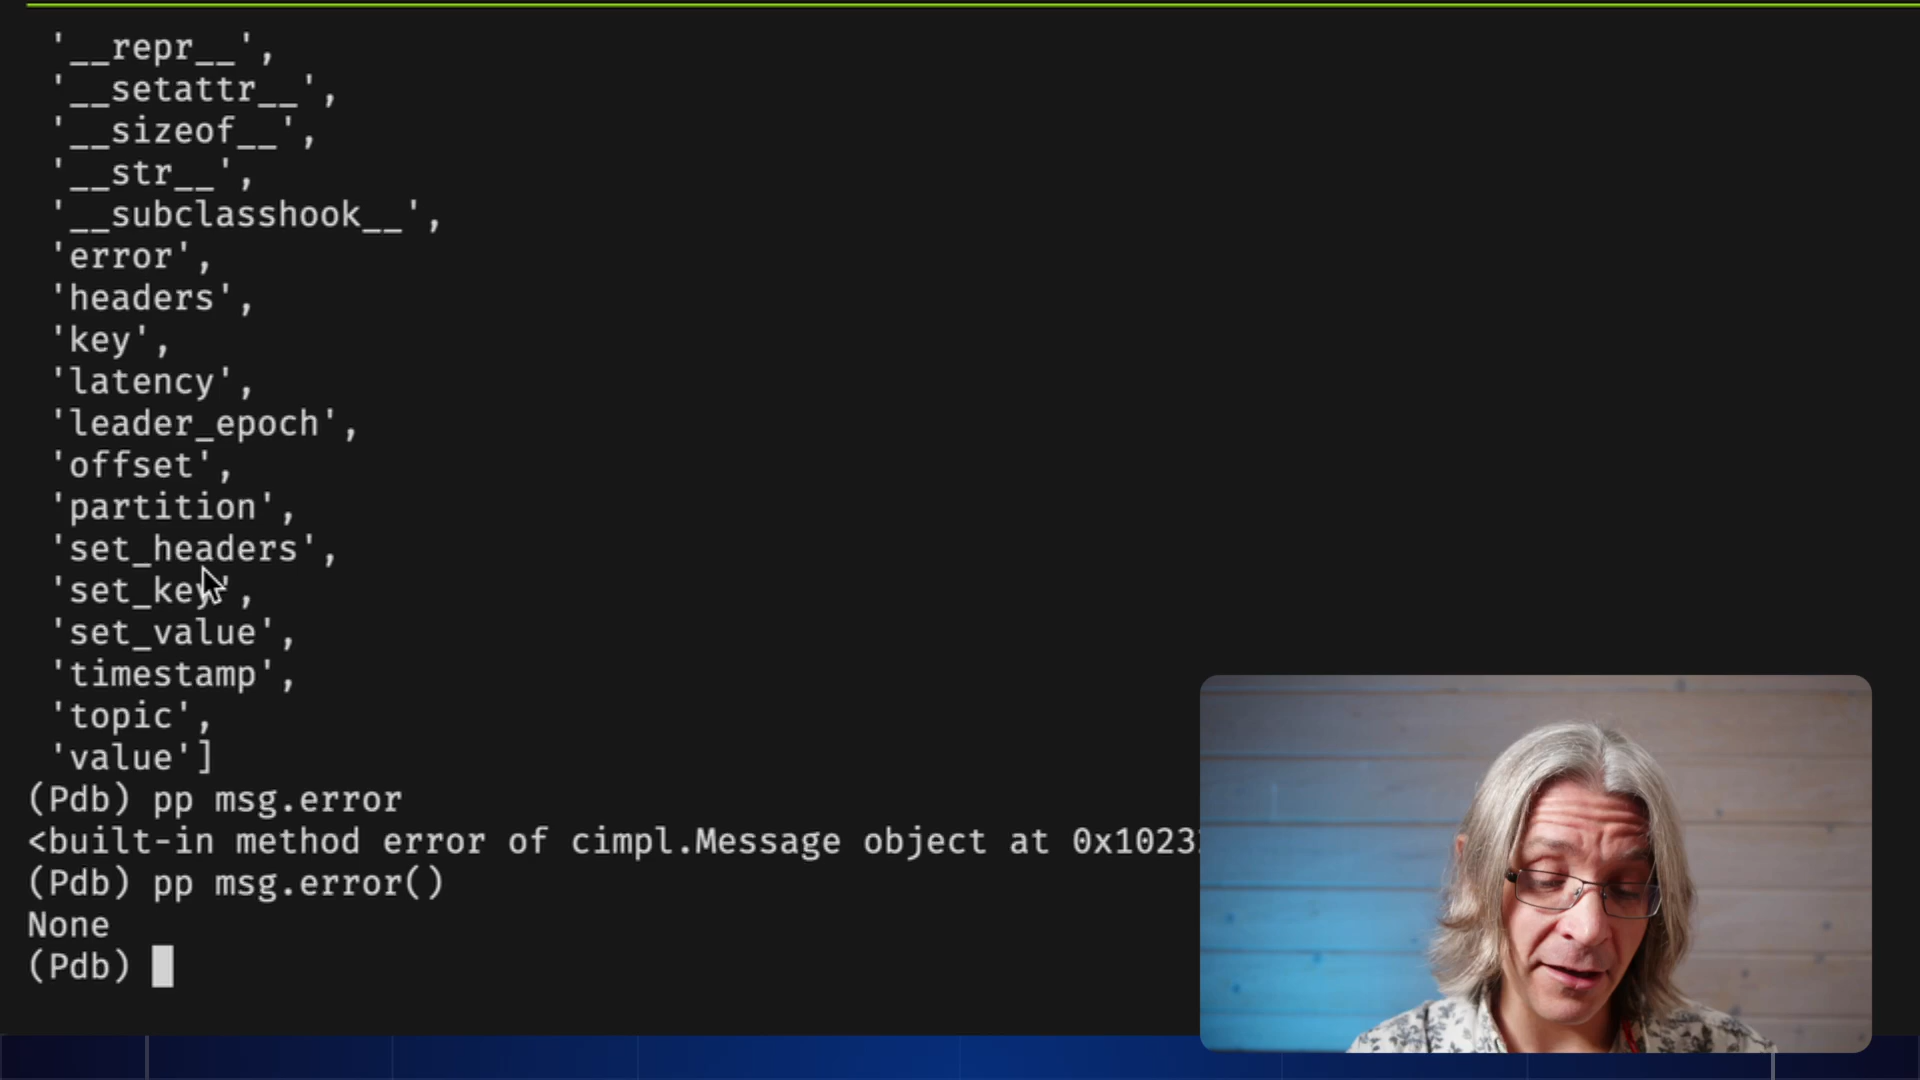 '__repr__',
'__setattr__',
'__sizeof__',
'__str__',
'__subclasshook__',
'error',
'headers',
'key',
'latency',
'leader_epoch',
'offset',
'partition',
'set_headers',
'set_key',
'set_value',
'timestamp',
'topic',
'value']
(Pdb) pp msg.error
<built-in method error of cimpl.Message object at 0x1023
(Pdb) pp msg.error()
None
(Pdb)